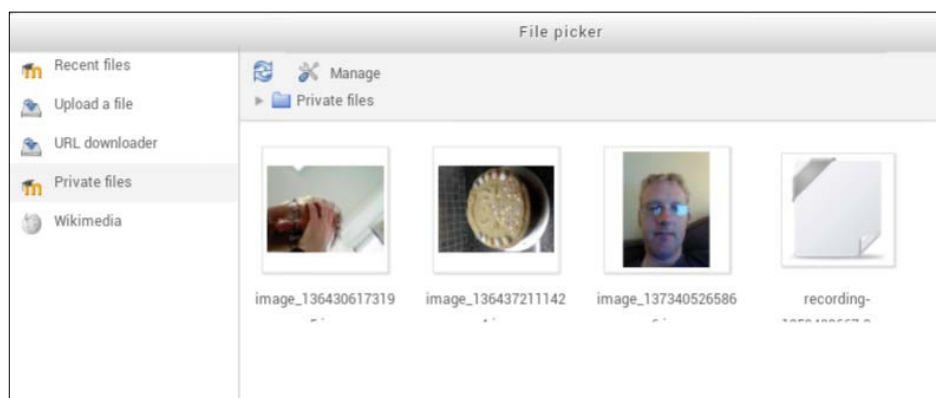 File picker
Recent files
Upload a file
URL downloader
Private files
Wikimedia
Manage
Private files
image_136430617319
image_136437211142
image_137340526586
recording-